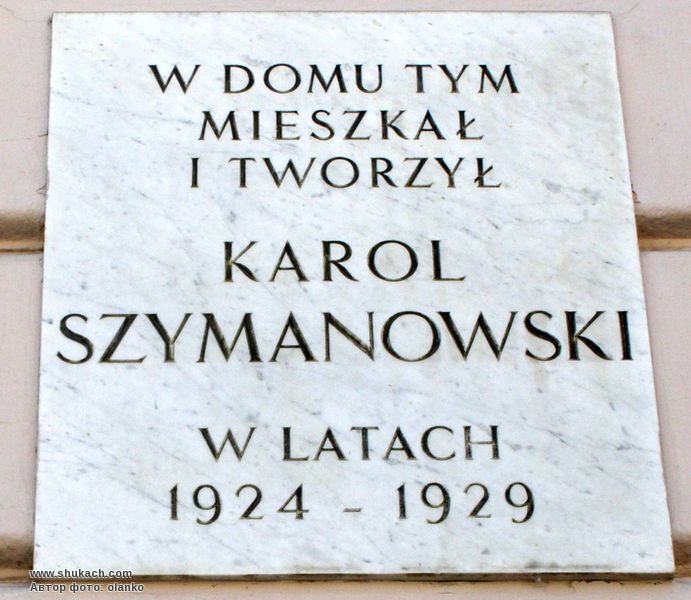 W DOMU TYM
MIESZKAŁ
I TWORZYŁ
KAROL
SZYMANOWSKI
W LATACH
1924 - 1929
www.shukach.com
Автор фото: olanko